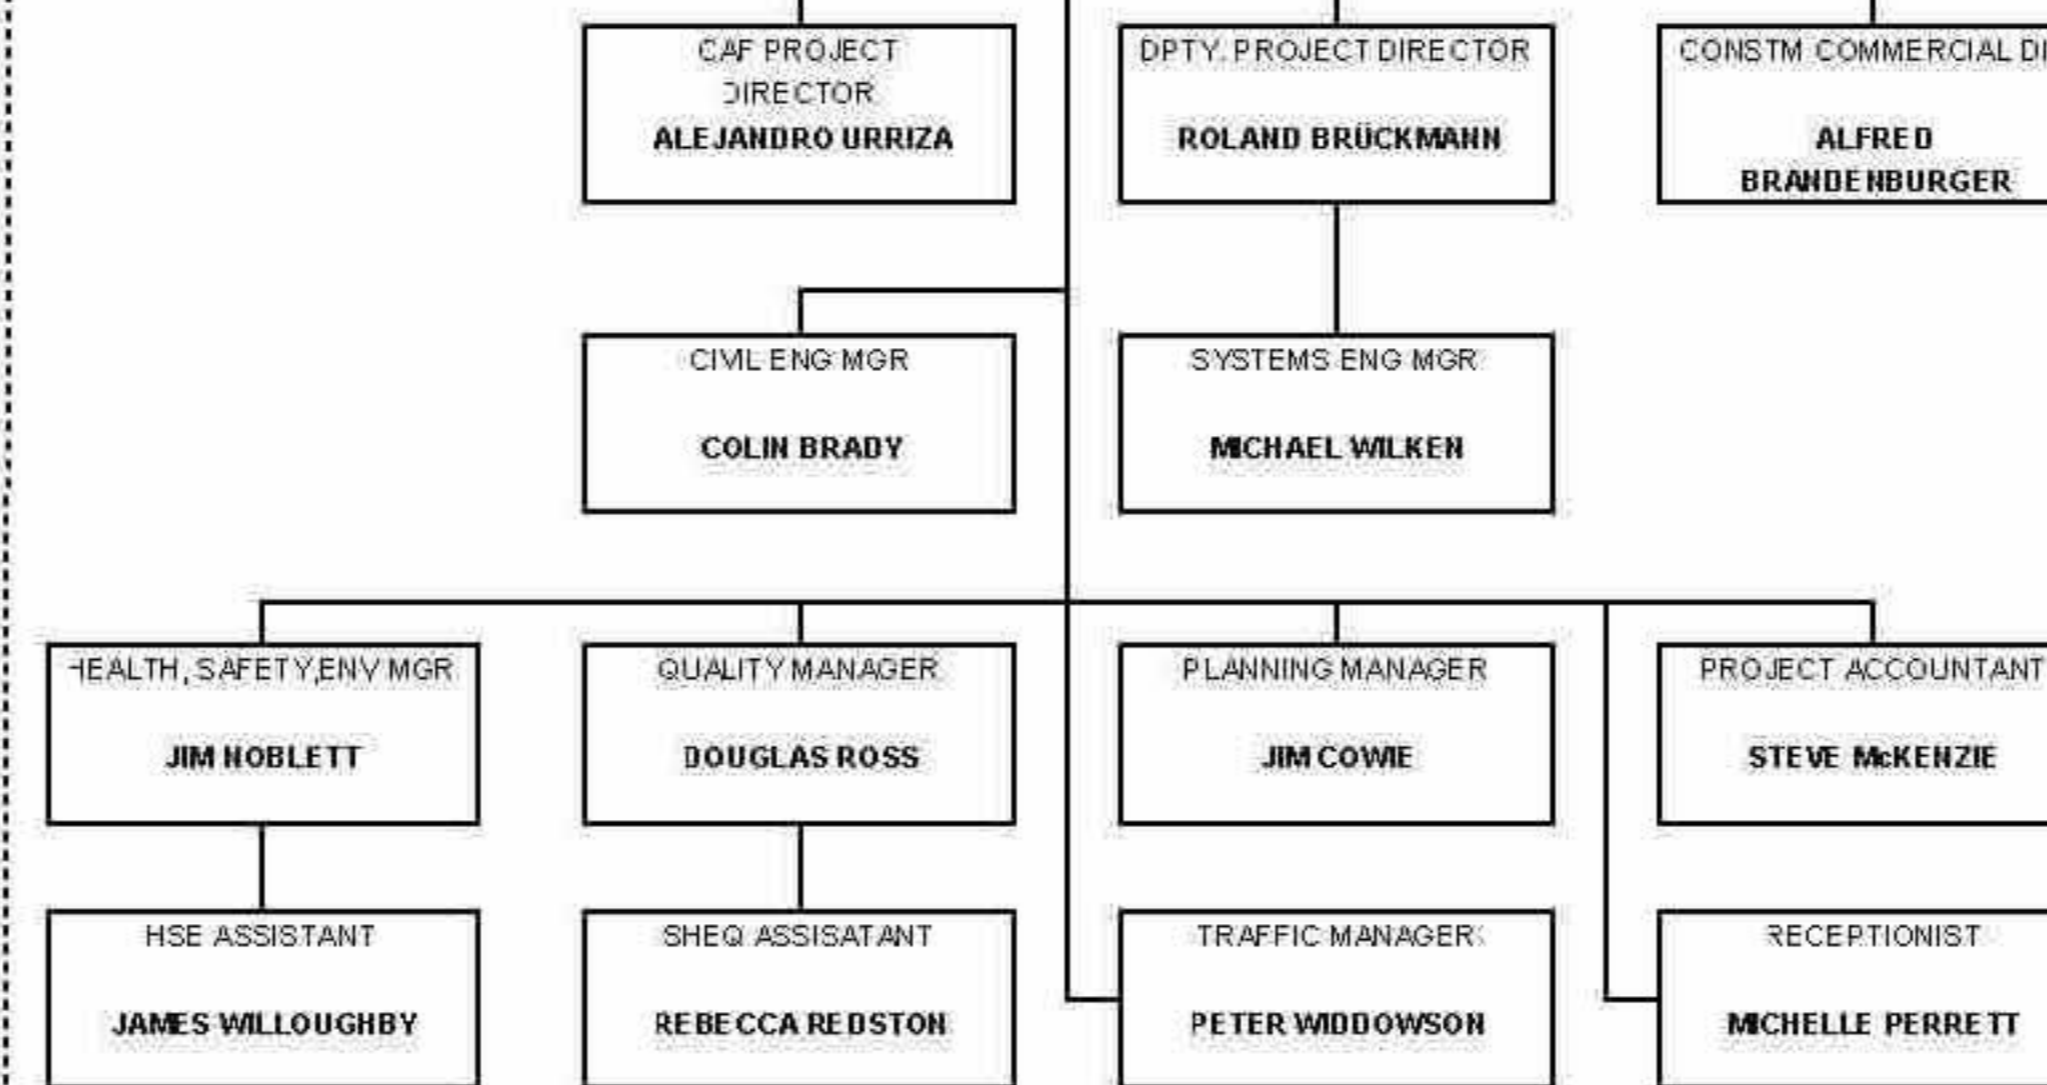 CAF PROJECT
DIRECTOR
ALEJANDRO URRIZA
DPTY. PROJECT DIRECTOR
ROLAND BRÜCKMANN
CONSTM COMMERCIAL DI
ALFRED
BRANDENBURGER
CIVIL ENG MGR
COLIN BRADY
SYSTEMS ENG MGR
MICHAEL WILKEN
HEALTH, SAFETY,ENV MGR
JIM NOBLETT
QUALITY MANAGER
DOUGLAS ROSS
PLANNING MANAGER
JIM COWIE
PROJECT ACCOUNTANT
STEVE McKENZIE
HSE ASSISTANT
JAMES WILLOUGHBY
SHEQ ASSISATANT
REBECCA REDSTON
TRAFFIC MANAGER
PETER WIDDOWSON
RECEPTIONIST
MICHELLE PERRETT